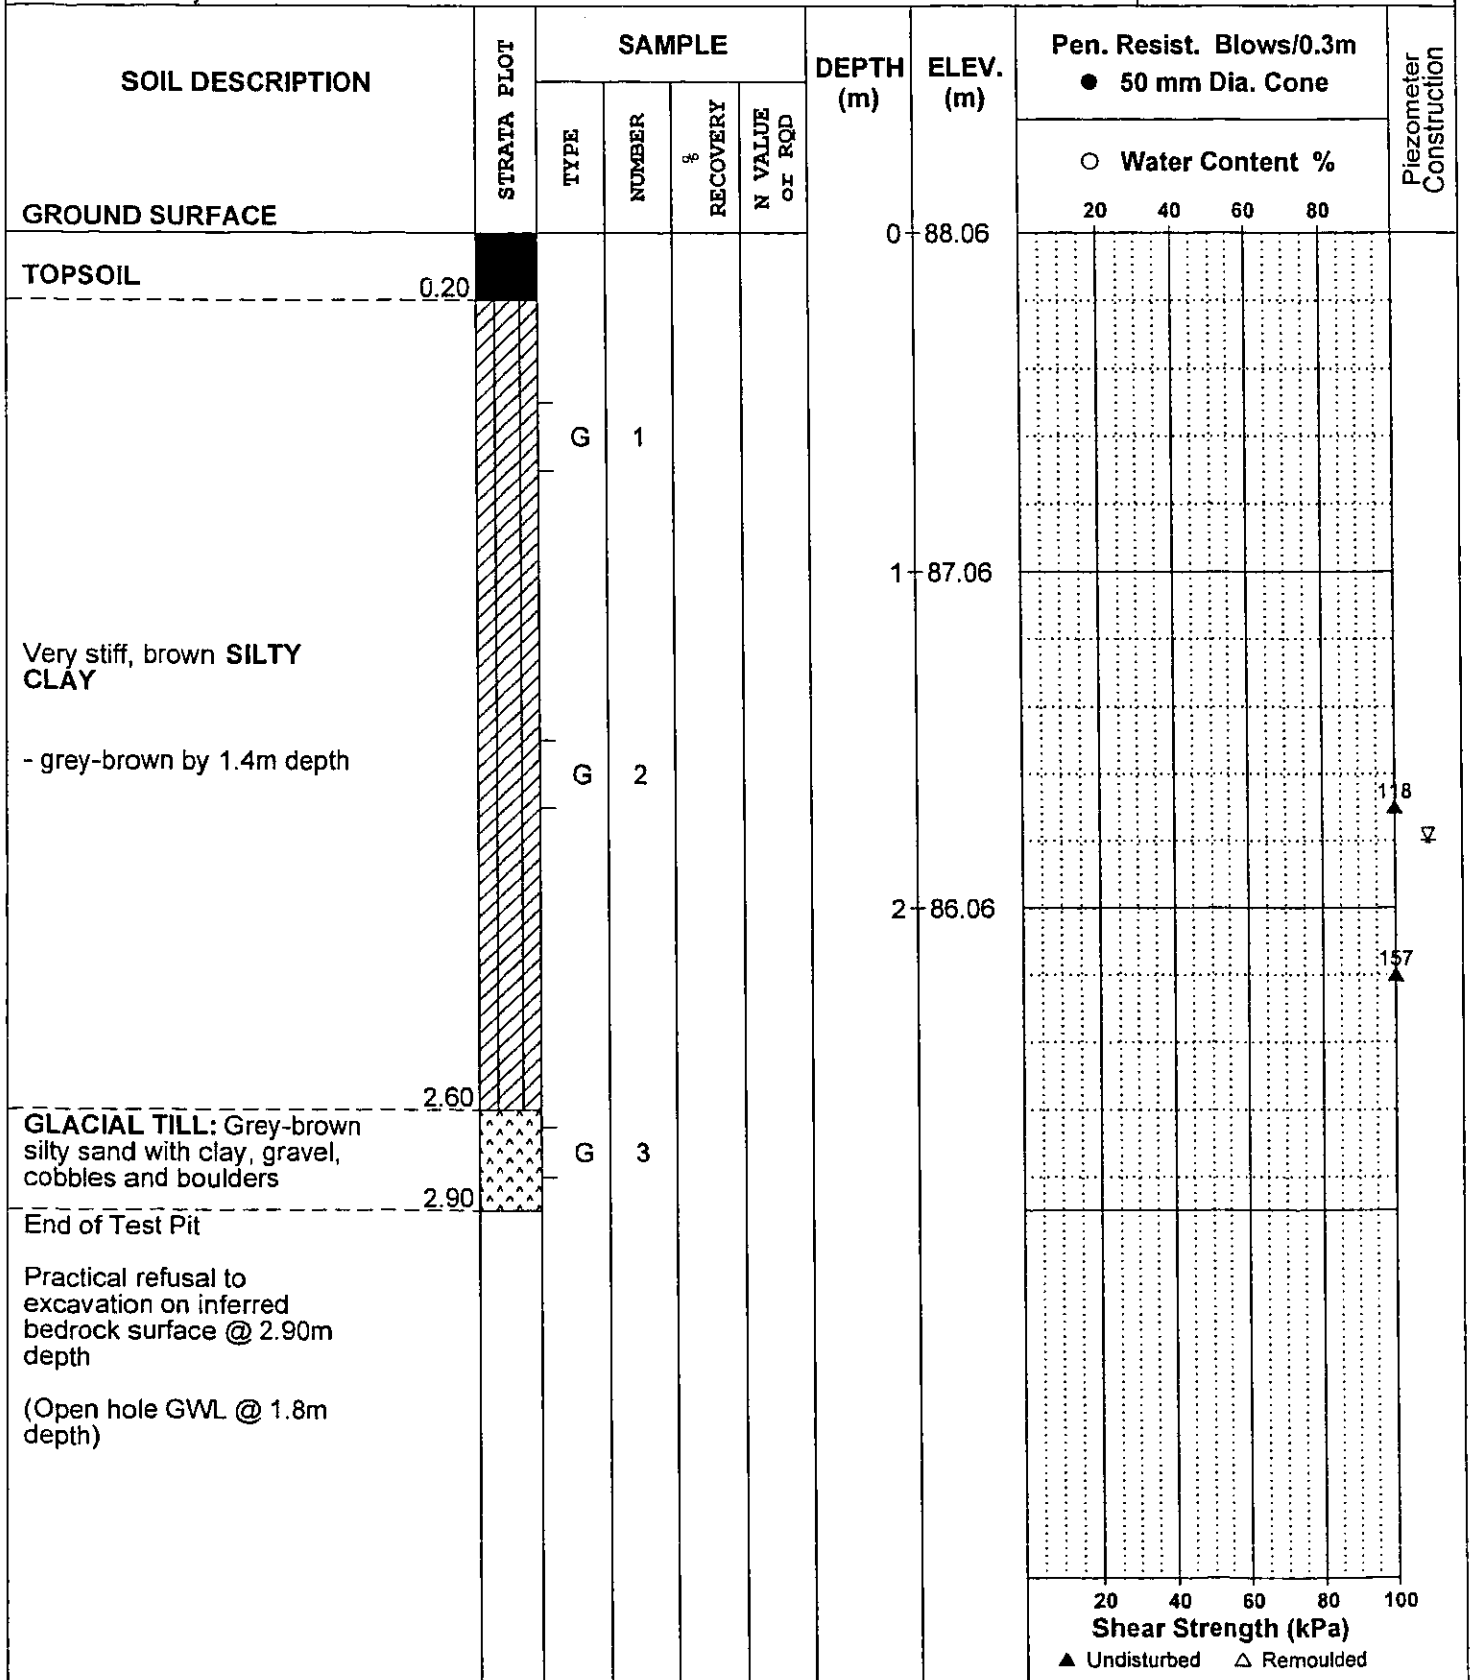 SOIL DESCRIPTION
GROUND SURFACE
STRATA PLOT
SAMPLE
TYPE
NUMBER
% RECOVERY
N VALUE or RQD
DEPTH (m)
ELEV. (m)
Pen. Resist. Blows/0.3m
● 50 mm Dia. Cone
○ Water Content %
20 40 60 80
Piezometer Construction
0 88.06
TOPSOIL
0.20
G 1
1 87.06
Very stiff, brown SILTY
CLAY
- grey-brown by 1.4m depth
G 2
118
2 86.06
157
2.60
GLACIAL TILL: Grey-brown
silty sand with clay, gravel,
cobbles and boulders
G 3
2.90
End of Test Pit
Practical refusal to
excavation on inferred
bedrock surface @ 2.90m
depth
(Open hole GWL @ 1.8m
depth)
20 40 60 80 100
Shear Strength (kPa)
▲ Undisturbed △ Remoulded